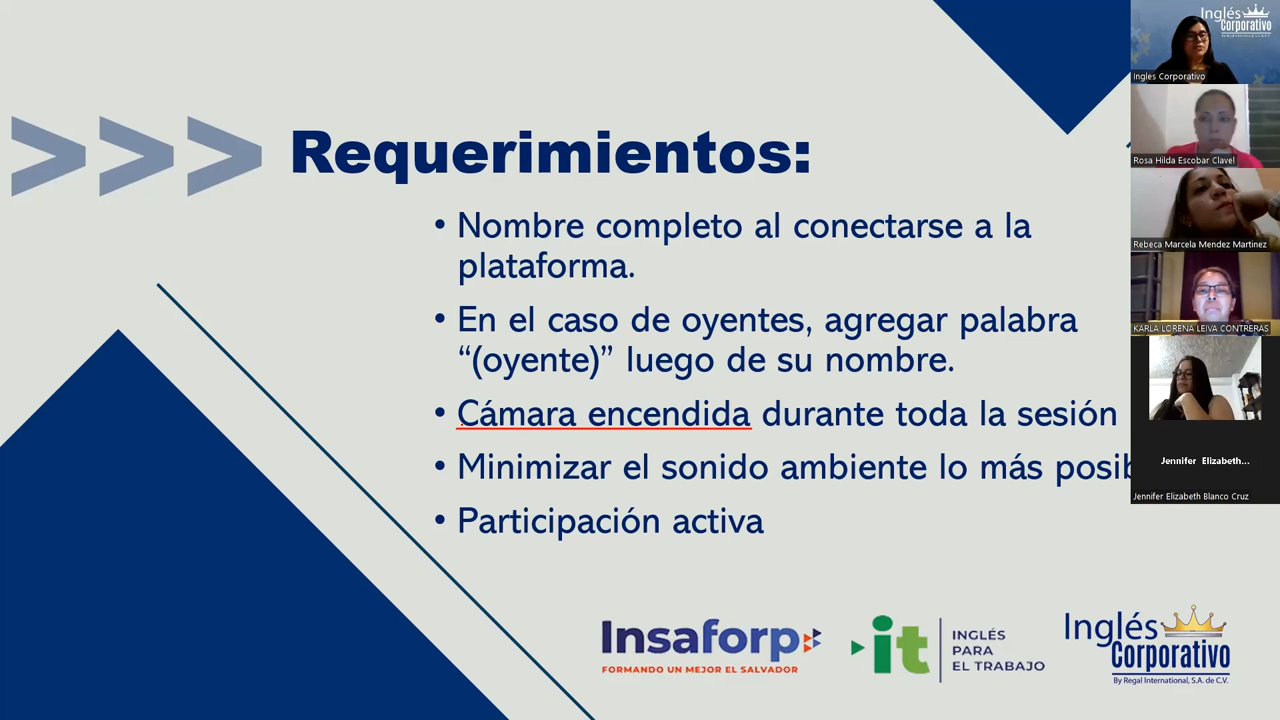 >>> Requerimientos:
• Nombre completo al conectarse a la
plataforma.
• En el caso de oyentes, agregar palabra
“(oyente)” luego de su nombre.
• Cámara encendida durante toda la sesión
• Minimizar el sonido ambiente lo más posib
• Participación activa
Insaforp
FORMANDO UN MEJOR EL SALVADOR
it
INGLÉS
PARA
EL TRABAJO
Inglés
Corporativo
By Regal International, S.A. de C.V.
Inglés
Corporativo
Ingles Corporativo
Rosa Hilda Escobar Clavel
Rebeca Marcela Mendez Martinez
KARLA LORENA LEIVA CONTRERAS
Jennifer Elizabeth...
Jennifer Elizabeth Blanco Cruz